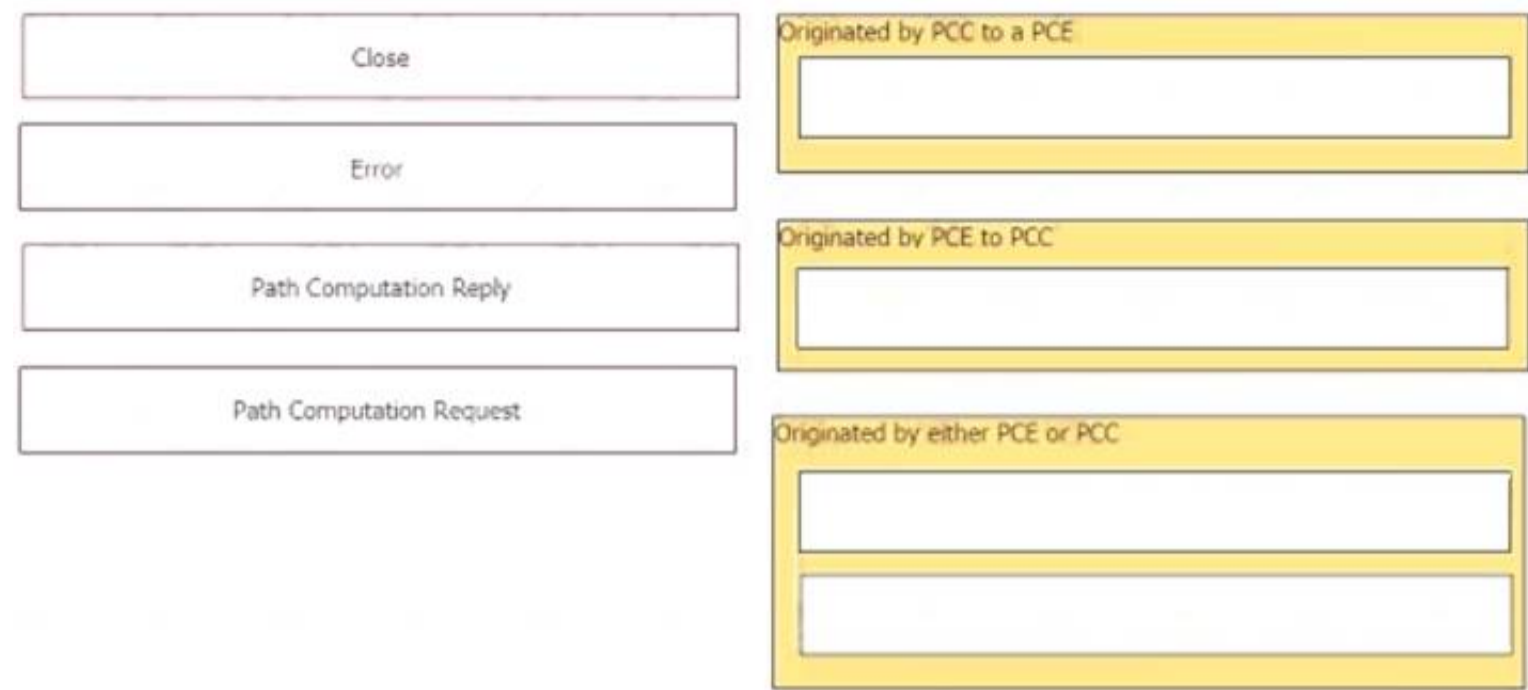 Close
Error
Path Computation Reply
Path Computation Request
Originated by PCC to a PCE
Originated by PCE to PCC
Originated by either PCE or PCC